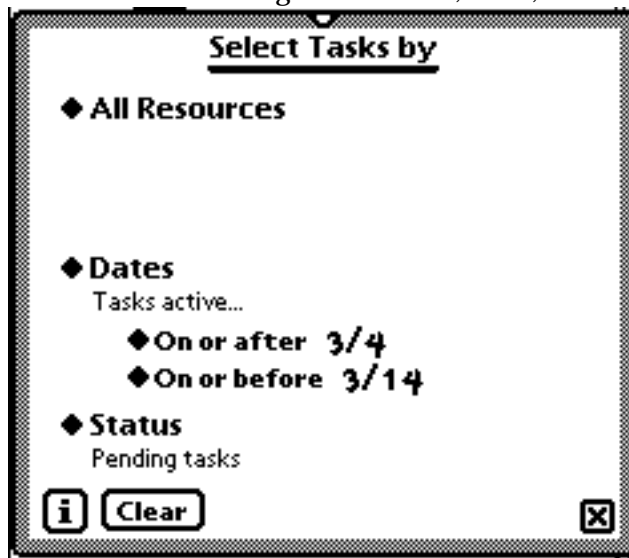 Select Tasks by
All Resources
Dates
Tasks active...
On or after 3/4
On or before 3/14
Status
Pending tasks
i Clear